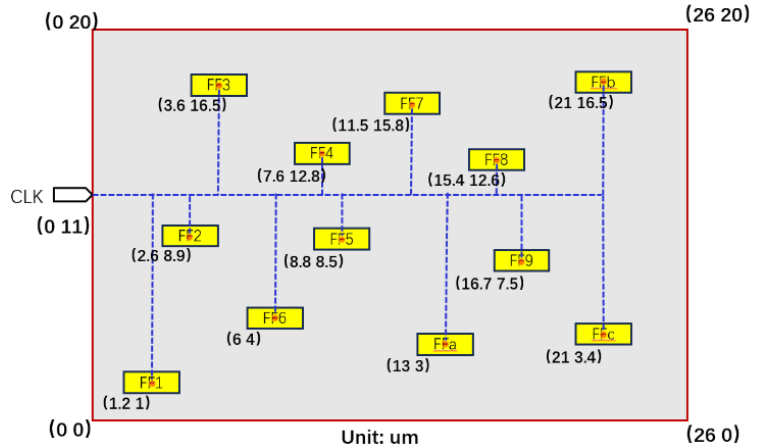 (0 20)
(26 20)
FF3
(3.6 16.5)
FF7
(11.5 15.8)
FFb
(21 16.5)
FF4
(7.6 12.8)
FF8
(15.4 12.6)
CLK
(0 11)
FF2
(2.6 8.9)
FF5
(8.8 8.5)
FF9
(16.7 7.5)
FF6
(6 4)
FFa
(13 3)
FFc
(21 3.4)
FF1
(1.2 1)
(0 0)
Unit: um
(26 0)